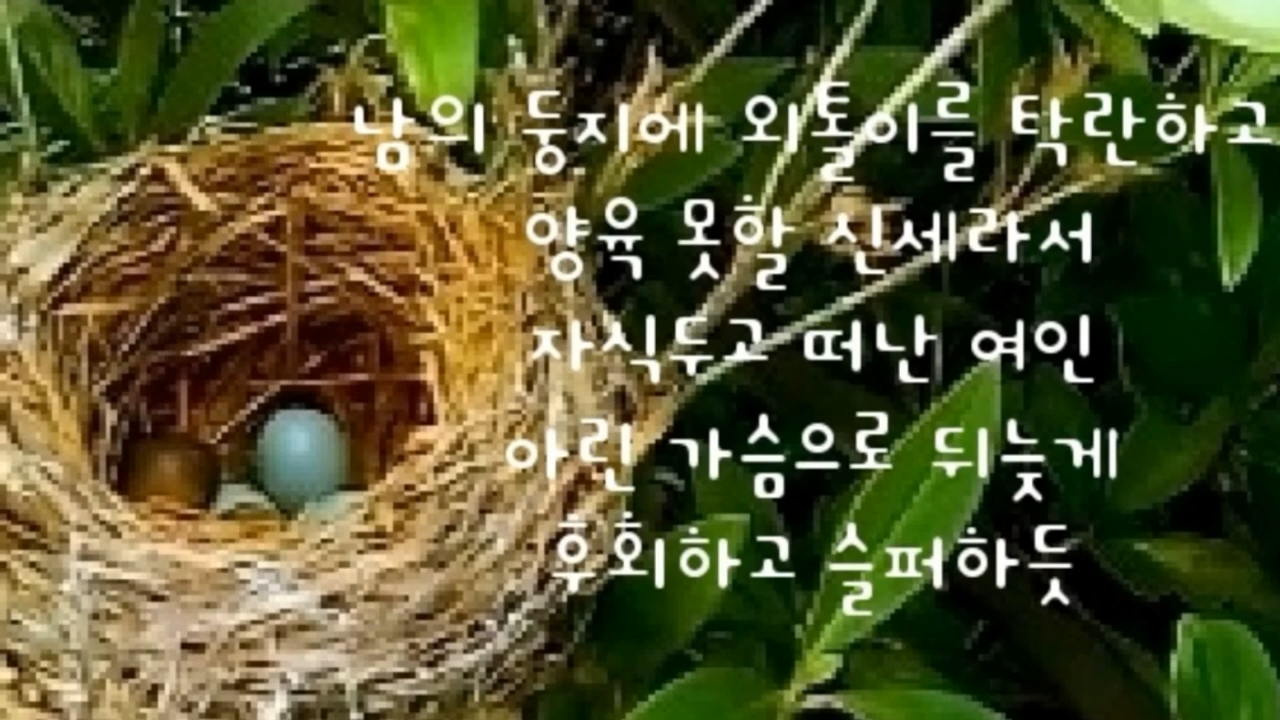 남의 둥지에 외톨이를 탁란하고
양육 못할 신세라서
자식두고 떠난 여인
아린 가슴으로 뒤늦게
후회하고 슬퍼하듯